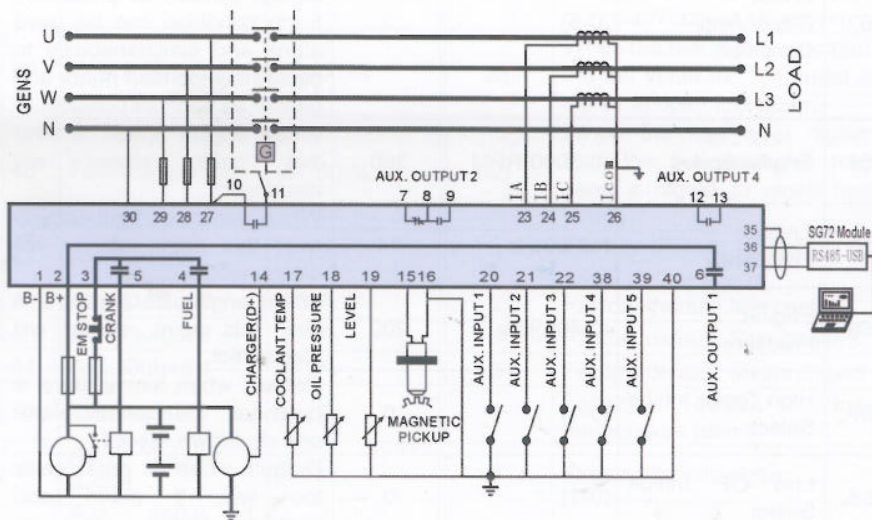 GENS
U
V
W
N
L1
L2
L3
N
LOAD
G
10
11
AUX. OUTPUT 2
7 8 9
IA
IB
IC
Icom
AUX. OUTPUT 4
12 13
30
29
28
27
23
24
25
26
35
36
37
SG72 Module
RS485-USB
1 2 3 5 4 14 17 18 19 15 16 20 21 22 38 39 40 6
B-
B+
EM STOP
CRANK
FUEL
CHARGER(D+)
COOLANT TEMP
OIL PRESSURE
LEVEL
MAGNETIC
PICKUP
AUX. INPUT 1
AUX. INPUT 2
AUX. INPUT 3
AUX. INPUT 4
AUX. INPUT 5
AUX. OUTPUT 1